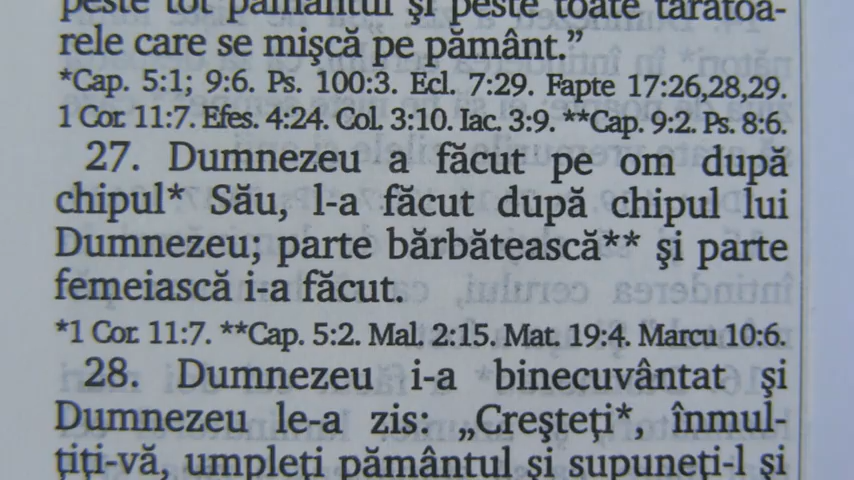 peste tot pământul şi peste toate târâtoa-
rele care se mişcă pe pământ.”
*Cap. 5:1; 9:6. Ps. 100:3. Ecl. 7:29. Fapte 17:26,28,29.
1 Cor. 11:7. Efes. 4:24. Col. 3:10. Iac. 3:9. **Cap. 9:2. Ps. 8:6.
27. Dumnezeu a făcut pe om după
chipul* Său, l-a făcut după chipul lui
Dumnezeu; parte bărbătească** şi parte
femeiască i-a făcut.
*1 Cor. 11:7. **Cap. 5:2. Mal. 2:15. Mat. 19:4. Marcu 10:6.
28. Dumnezeu i-a binecuvântat şi
Dumnezeu le-a zis: „Creşteţi*, înmul-
ţiţi-vă, umpleţi pământul şi supuneţi-l şi